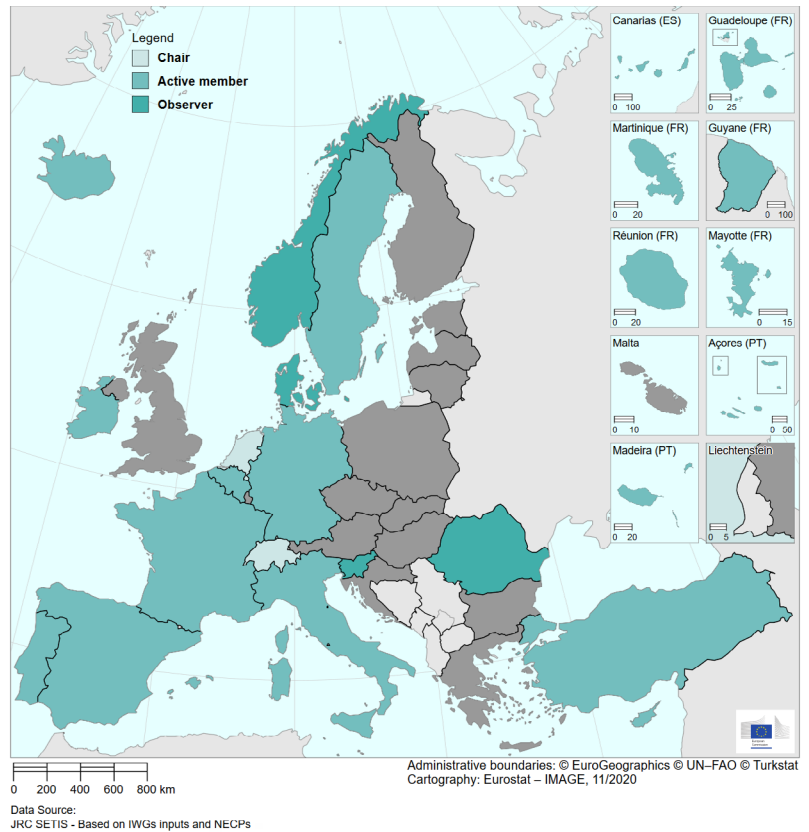 Legend
Chair
Active member
Observer
Canarias (ES)
0 100
Guadeloupe (FR)
0 25
Martinique (FR)
0 20
Guyane (FR)
0 100
Réunion (FR)
0 20
Mayotte (FR)
0 15
Malta
0 10
Açores (PT)
0 50
Madeira (PT)
0 20
Liechtenstein
0 5
European
Commission
0 200 400 600 800 km
Administrative boundaries: © EuroGeographics © UN–FAO © Turkstat
Cartography: Eurostat – IMAGE, 11/2020
Data Source:
JRC SETIS - Based on IWGs inputs and NECPs